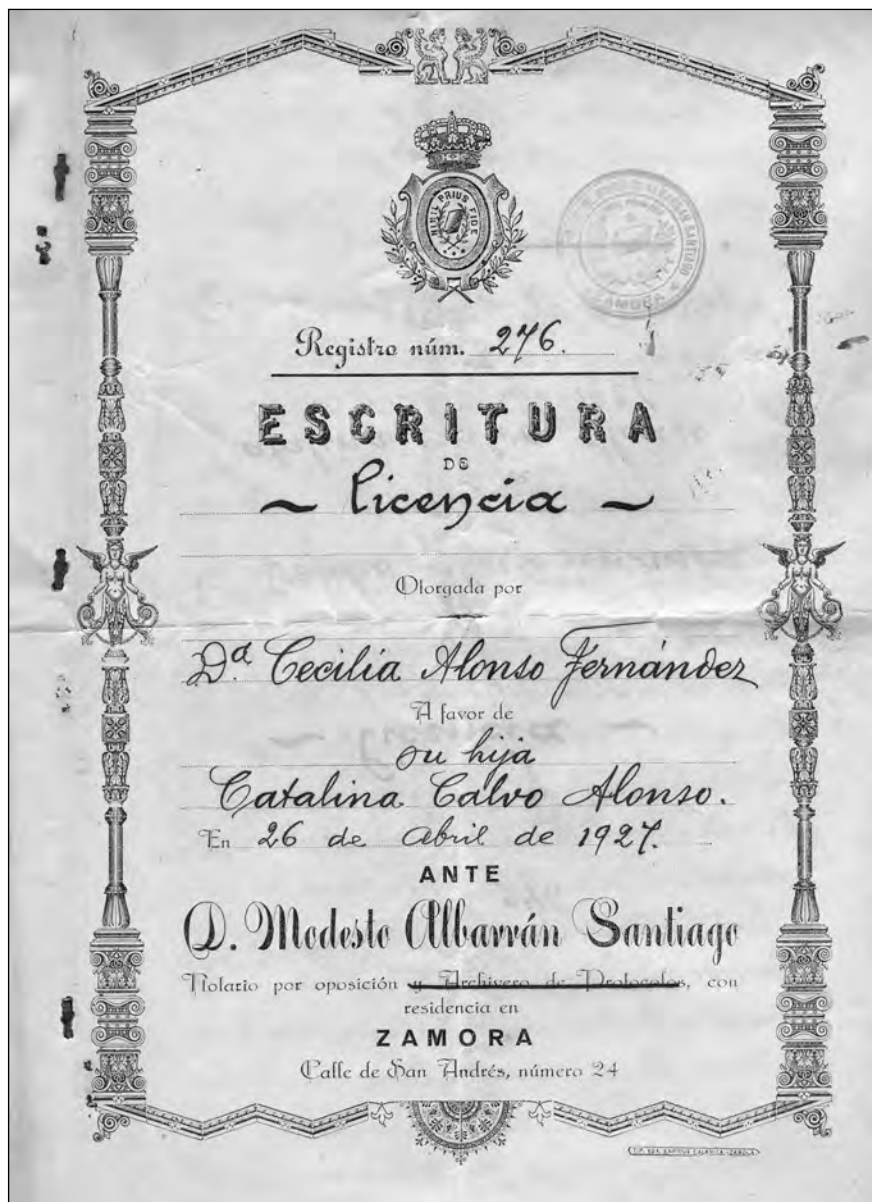 NIHIL PRIUS FIDE
ZAMORA
Registro núm. 276.
ESCRITURA
DE
~ Licencia ~
Otorgada por
D.ª Cecilia Alonso Fernández
A favor de
su hija
Catalina Calvo Alonso.
En 26 de abril de 1927.
ANTE
D. Modesto Albarrán Santiago
Notario por oposición y Archivero de Protocolos, con
residencia en
ZAMORA
Calle de San Andrés, número 24